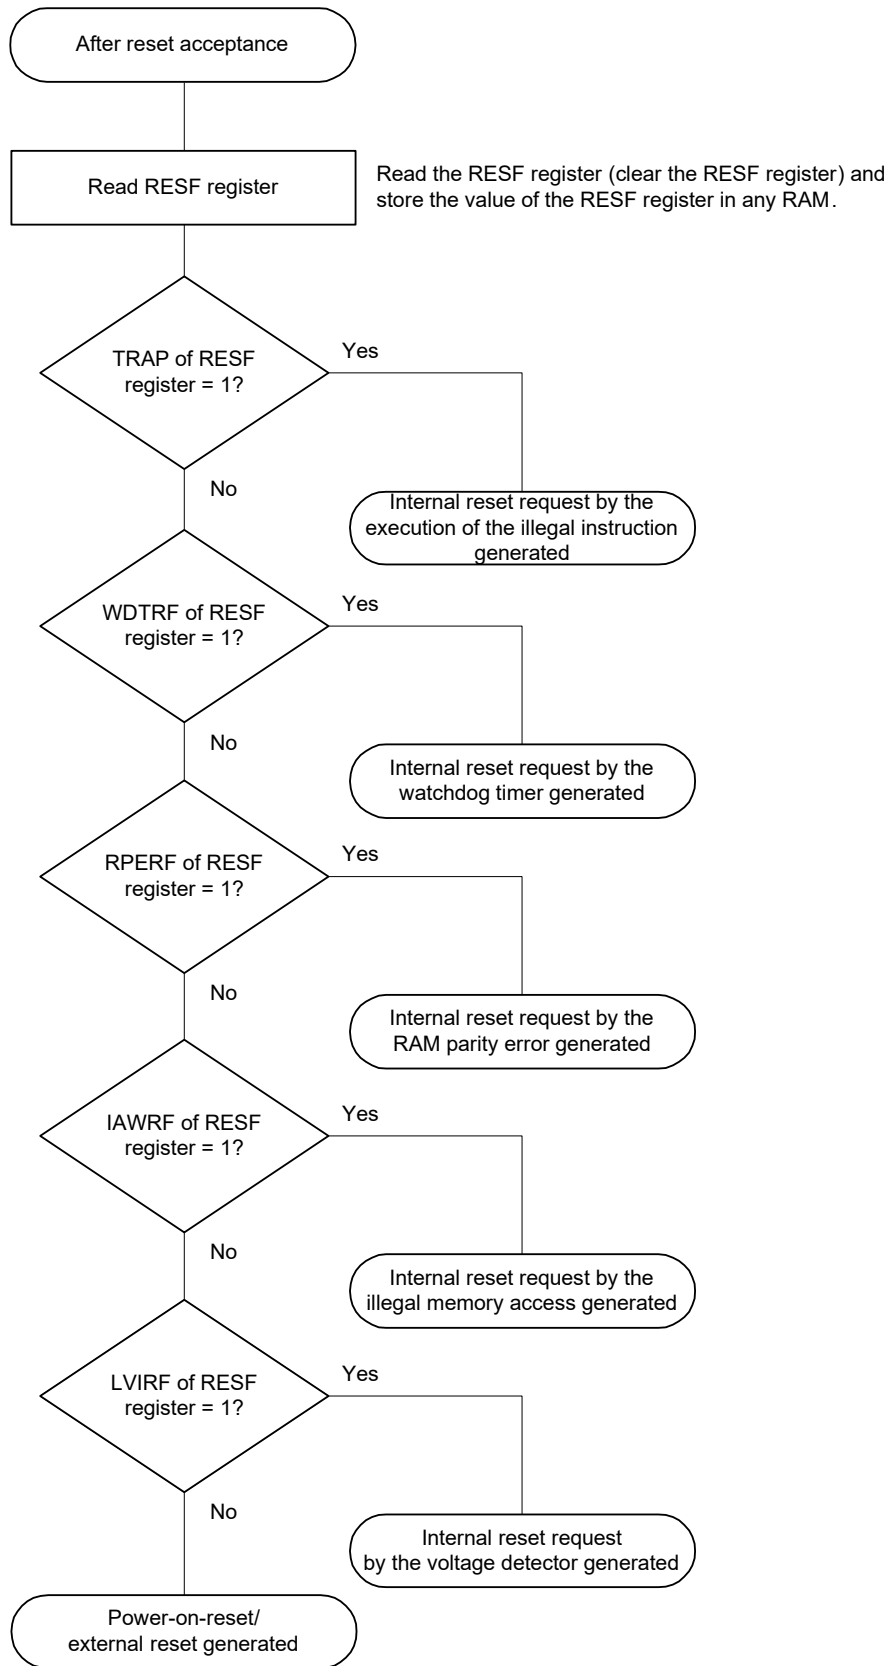 After reset acceptance
Read RESF register
Read the RESF register (clear the RESF register) and
store the value of the RESF register in any RAM.
TRAP of RESF
register = 1?
Yes
No
Internal reset request by the
execution of the illegal instruction
generated
WDTRF of RESF
register = 1?
Yes
No
Internal reset request by the
watchdog timer generated
RPERF of RESF
register = 1?
Yes
No
Internal reset request by the
RAM parity error generated
IAWRF of RESF
register = 1?
Yes
No
Internal reset request by the
illegal memory access generated
LVIRF of RESF
register = 1?
Yes
No
Internal reset request
by the voltage detector generated
Power-on-reset/
external reset generated